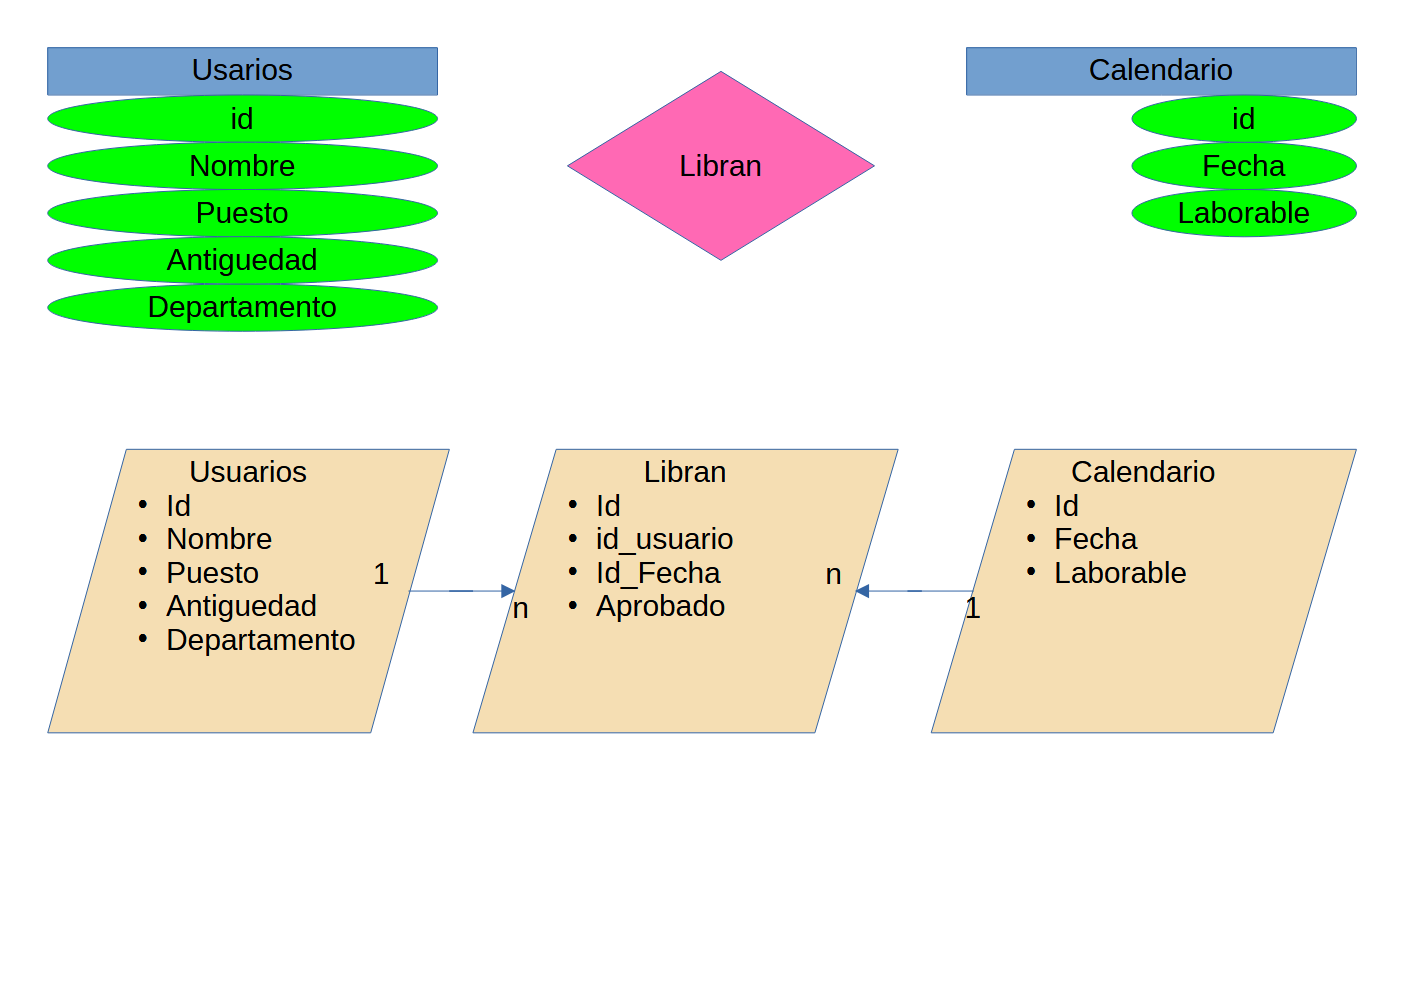 Usarios
id
Nombre
Puesto
Antiguedad
Departamento
Libran
Calendario
id
Fecha
Laborable
Usuarios
• Id
• Nombre
• Puesto
• Antiguedad
• Departamento
1
n
Libran
• Id
• id_usuario
• Id_Fecha
• Aprobado
n
1
Calendario
• Id
• Fecha
• Laborable